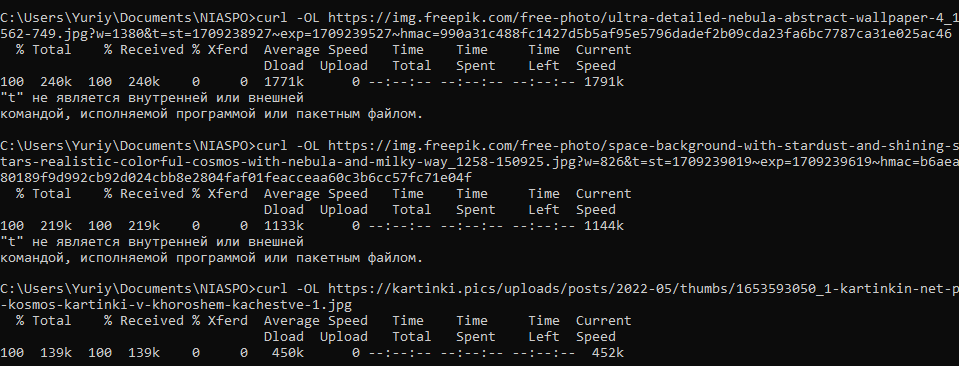 C:\Users\Yuriy\Documents\NIASPO>curl -OL https://img.freepik.com/free-photo/ultra-detailed-nebula-abstract-wallpaper-4_1
562-749.jpg?w=1380&t=st=1709238927~exp=1709239527~hmac=990a31c488fc1427d5b5af95e5796dadef2b09cda23fa6bc7787ca31e025ac46
% Total % Received % Xferd Average Speed Time Time Time Current
Dload Upload Total Spent Left Speed
100 240k 100 240k 0 0 1771k 0 --:--:-- --:--:-- --:--:-- 1791k
"t" не является внутренней или внешней
командой, исполняемой программой или пакетным файлом.
C:\Users\Yuriy\Documents\NIASPO>curl -OL https://img.freepik.com/free-photo/space-background-with-stardust-and-shining-s
tars-realistic-colorful-cosmos-with-nebula-and-milky-way_1258-150925.jpg?w=826&t=st=1709239019~exp=1709239619~hmac=b6aea
80189f9d992cb92d024cbb8e2804faf01feacceaa60c3b6cc57fc71e04f
% Total % Received % Xferd Average Speed Time Time Time Current
Dload Upload Total Spent Left Speed
100 219k 100 219k 0 0 1133k 0 --:--:-- --:--:-- --:--:-- 1144k
"t" не является внутренней или внешней
командой, исполняемой программой или пакетным файлом.
C:\Users\Yuriy\Documents\NIASPO>curl -OL https://kartinki.pics/uploads/posts/2022-05/thumbs/1653593050_1-kartinkin-net-p
-kosmos-kartinki-v-khoroshem-kachestve-1.jpg
% Total % Received % Xferd Average Speed Time Time Time Current
Dload Upload Total Spent Left Speed
100 139k 100 139k 0 0 450k 0 --:--:-- --:--:-- --:--:-- 452k